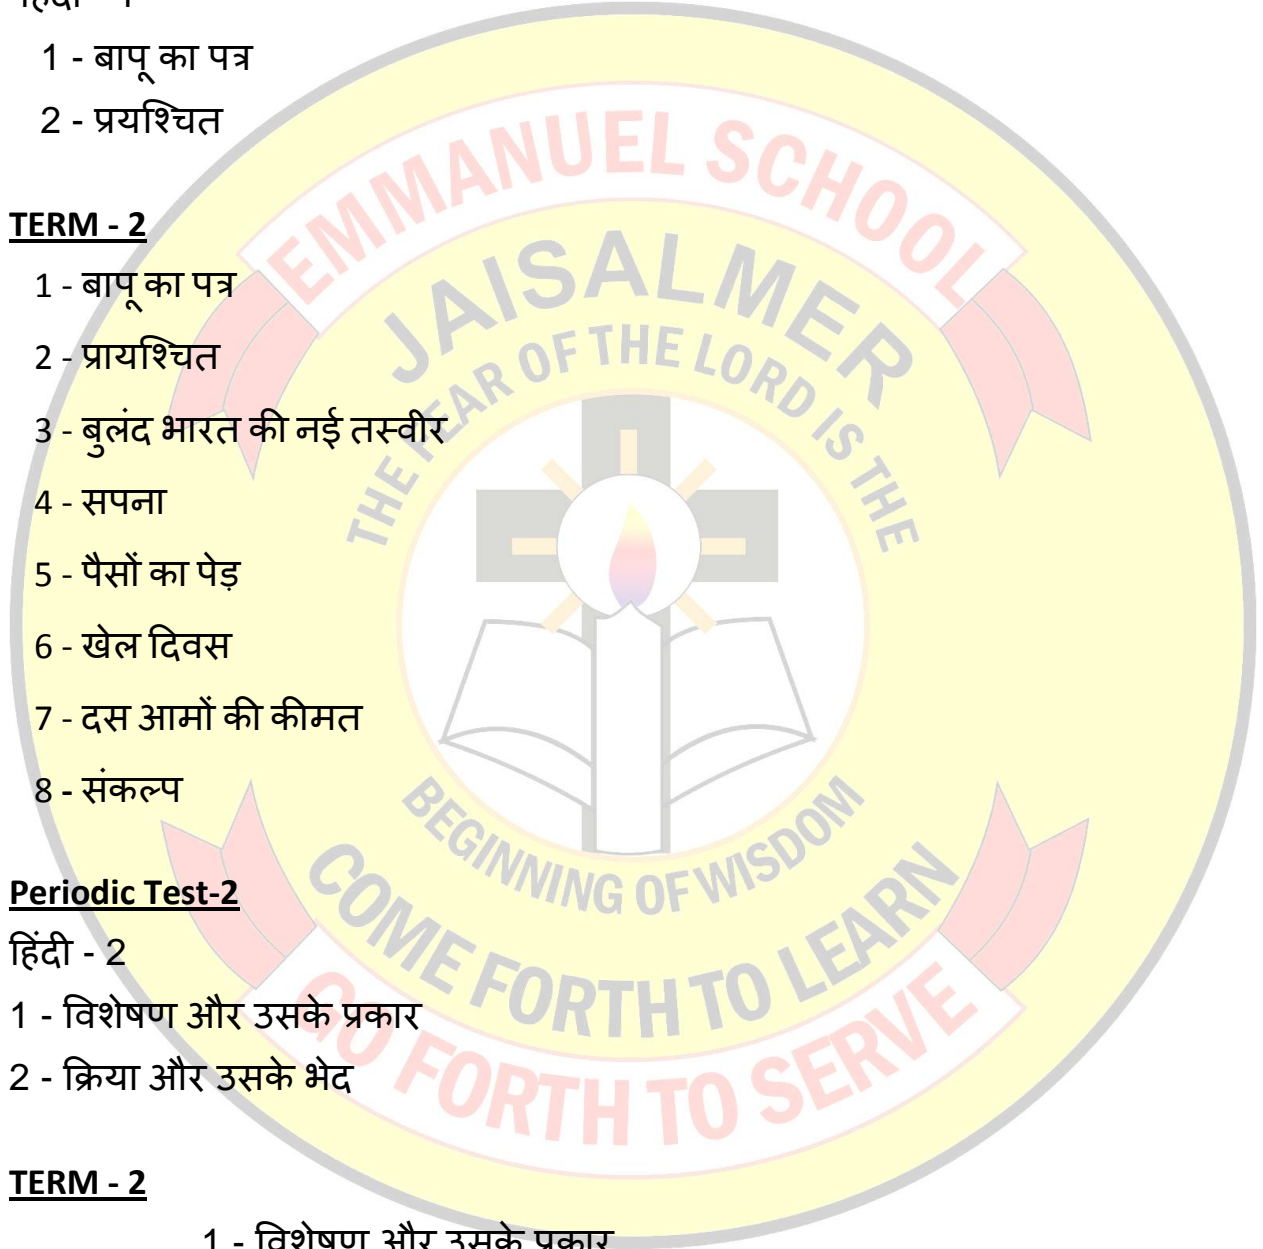 1 - बापू का पत्र
2 - प्रयश्चित
TERM - 2
1 - बापू का पत्र
2 - प्रायश्चित
3 - बुलंद भारत की नई तस्वीर
4 - सपना
5 - पैसों का पेड़
6 - खेल दिवस
7 - दस आमों की कीमत
8 - संकल्प
Periodic Test-2
हिंदी - 2
1 - विशेषण और उसके प्रकार
2 - क्रिया और उसके भेद
TERM - 2
1 - विशेषण और उसके प्रकार
EMMANUEL SCHOOL
JAISALMER
THE FEAR OF THE LORD IS THE
BEGINNING OF WISDOM
COME FORTH TO LEARN
GO FORTH TO SERVE